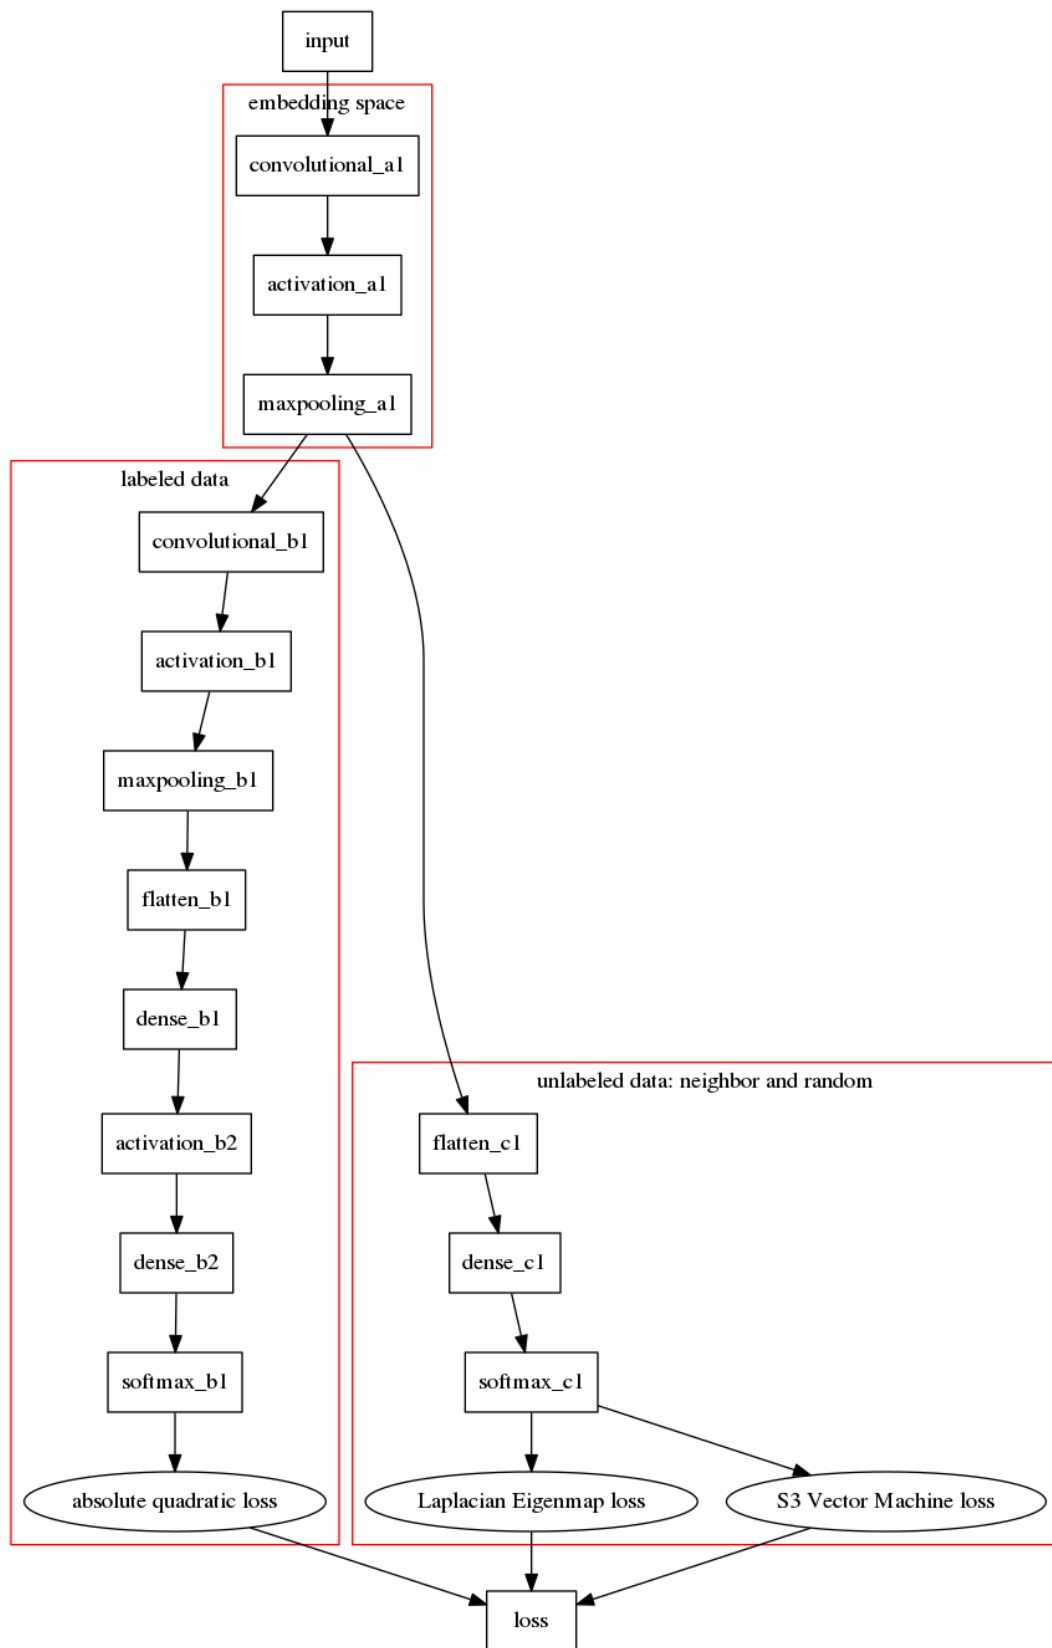 input
embedding space
convolutional_a1
activation_a1
maxpooling_a1
labeled data
convolutional_b1
activation_b1
maxpooling_b1
flatten_b1
dense_b1
activation_b2
dense_b2
softmax_b1
absolute quadratic loss
unlabeled data: neighbor and random
flatten_c1
dense_c1
softmax_c1
Laplacian Eigenmap loss
S3 Vector Machine loss
loss